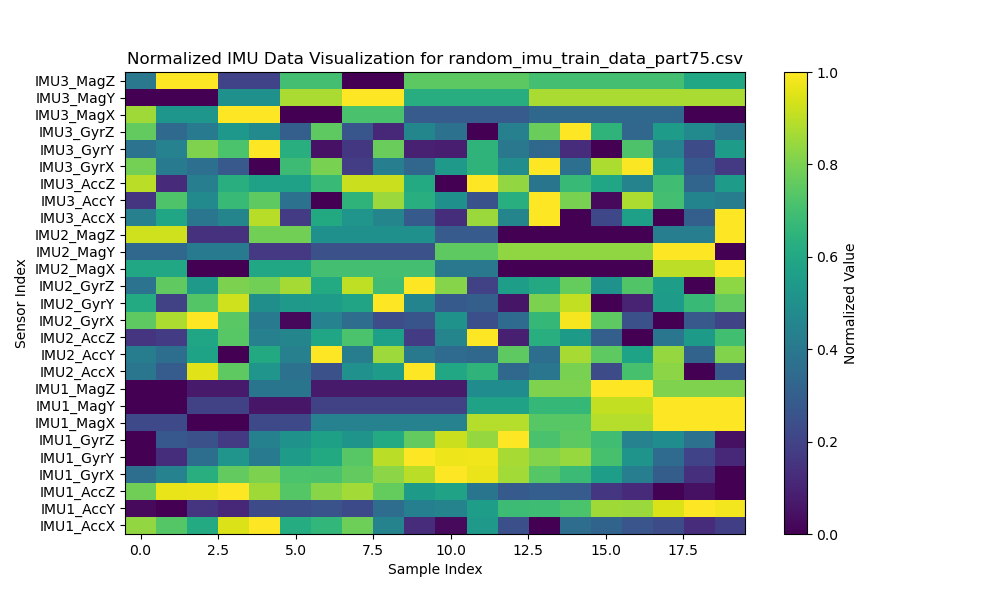 Normalized IMU Data Visualization for random_imu_train_data_part75.csv
IMU3_MagZ
IMU3_MagY
IMU3_MagX
IMU3_GyrZ
IMU3_GyrY
IMU3_GyrX
IMU3_AccZ
IMU3_AccY
IMU3_AccX
IMU2_MagZ
IMU2_MagY
IMU2_MagX
IMU2_GyrZ
IMU2_GyrY
IMU2_GyrX
IMU2_AccZ
IMU2_AccY
IMU2_AccX
IMU1_MagZ
IMU1_MagY
IMU1_MagX
IMU1_GyrZ
IMU1_GyrY
IMU1_GyrX
IMU1_AccZ
IMU1_AccY
IMU1_AccX
Sensor Index
0.0 2.5 5.0 7.5 10.0 12.5 15.0 17.5
Sample Index
1.0
0.8
0.6
0.4
0.2
0.0
Normalized Value